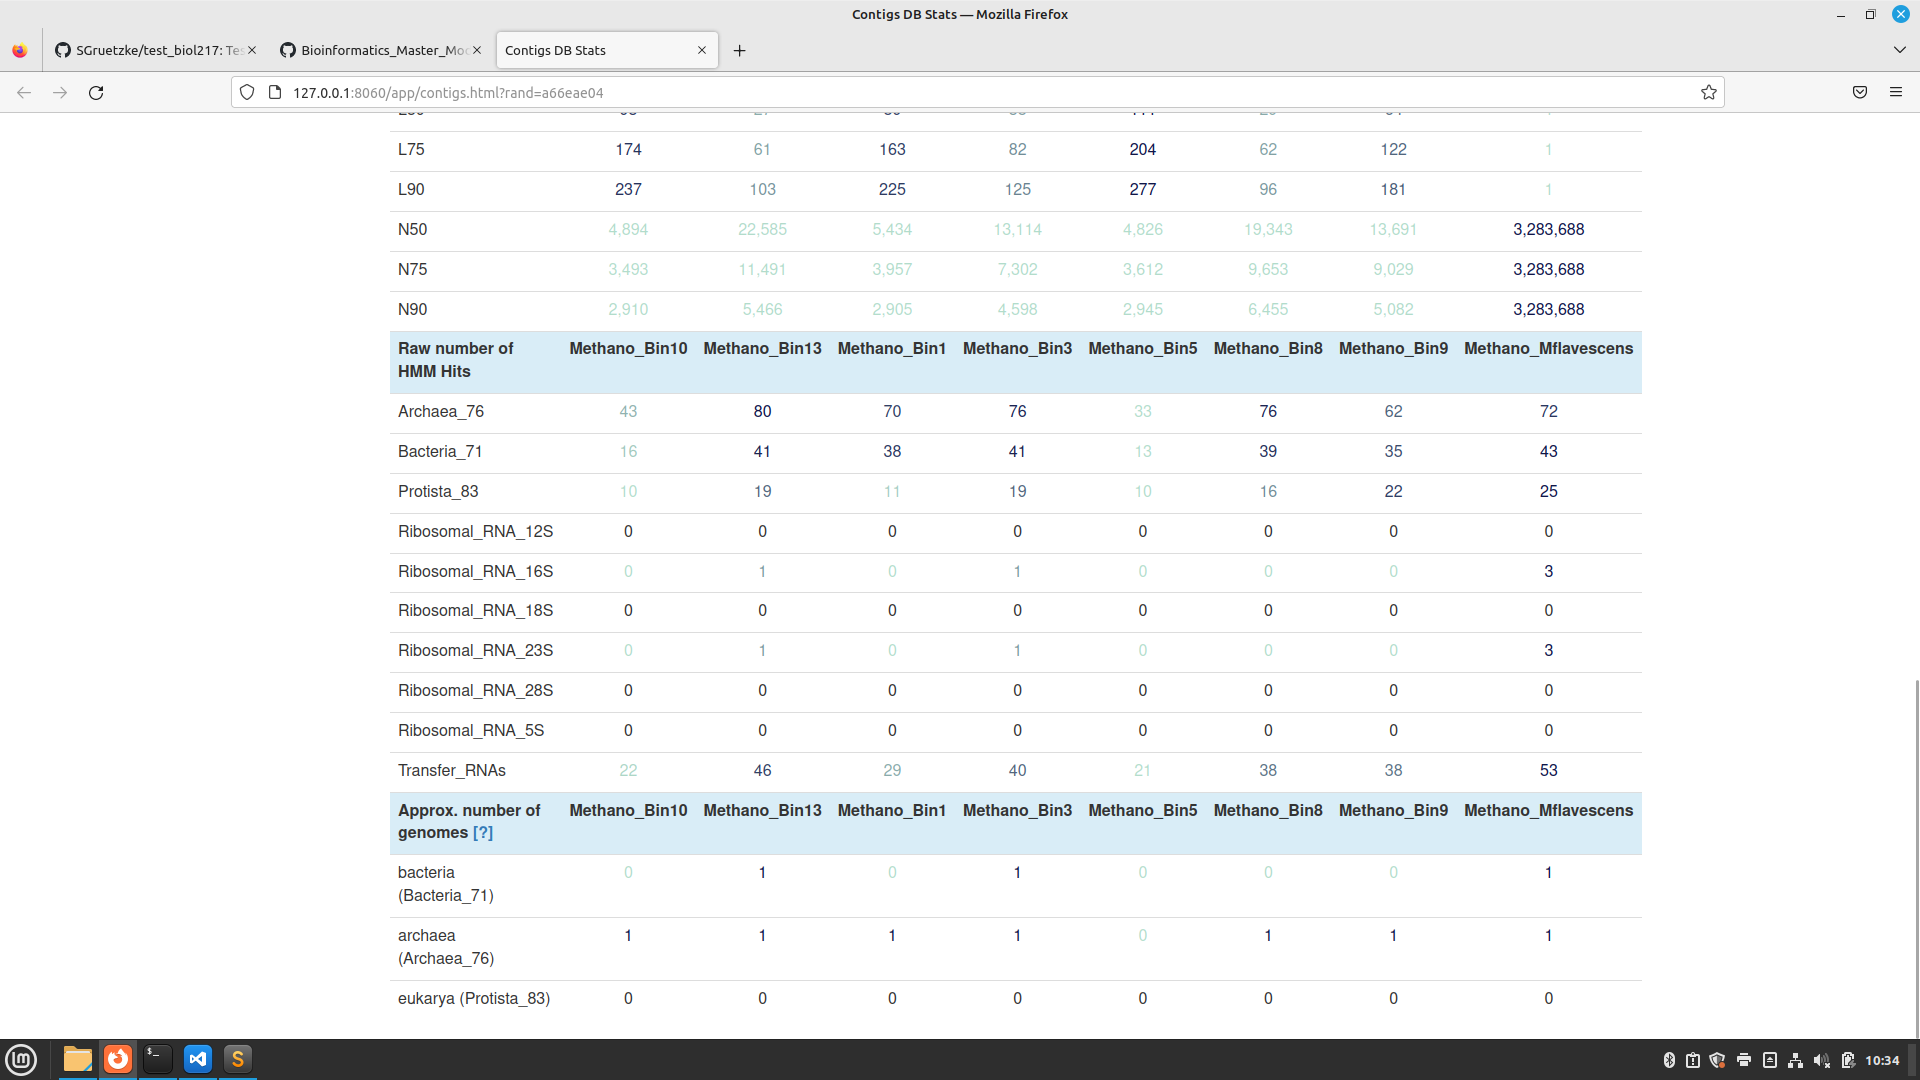 Contigs DB Stats — Mozilla Firefox
SGruetzke/test_biol217: Tes
Bioinformatics_Master_Mod
Contigs DB Stats
127.0.0.1:8060/app/contigs.html?rand=a66eae04
L75 174 61 163 82 204 62 122 1
L90 237 103 225 125 277 96 181 1
N50 4,894 22,585 5,434 13,114 4,826 19,343 13,691 3,283,688
N75 3,493 11,491 3,957 7,302 3,612 9,653 9,029 3,283,688
N90 2,910 5,466 2,905 4,598 2,945 6,455 5,082 3,283,688
Raw number of HMM Hits Methano_Bin10 Methano_Bin13 Methano_Bin1 Methano_Bin3 Methano_Bin5 Methano_Bin8 Methano_Bin9 Methano_Mflavescens
Archaea_76 43 80 70 76 33 76 62 72
Bacteria_71 16 41 38 41 13 39 35 43
Protista_83 10 19 11 19 10 16 22 25
Ribosomal_RNA_12S 0 0 0 0 0 0 0 0
Ribosomal_RNA_16S 0 1 0 1 0 0 0 3
Ribosomal_RNA_18S 0 0 0 0 0 0 0 0
Ribosomal_RNA_23S 0 1 0 1 0 0 0 3
Ribosomal_RNA_28S 0 0 0 0 0 0 0 0
Ribosomal_RNA_5S 0 0 0 0 0 0 0 0
Transfer_RNAs 22 46 29 40 21 38 38 53
Approx. number of genomes [?] Methano_Bin10 Methano_Bin13 Methano_Bin1 Methano_Bin3 Methano_Bin5 Methano_Bin8 Methano_Bin9 Methano_Mflavescens
bacteria (Bacteria_71) 0 1 0 1 0 0 0 1
archaea (Archaea_76) 1 1 1 1 0 1 1 1
eukarya (Protista_83) 0 0 0 0 0 0 0 0
10:34